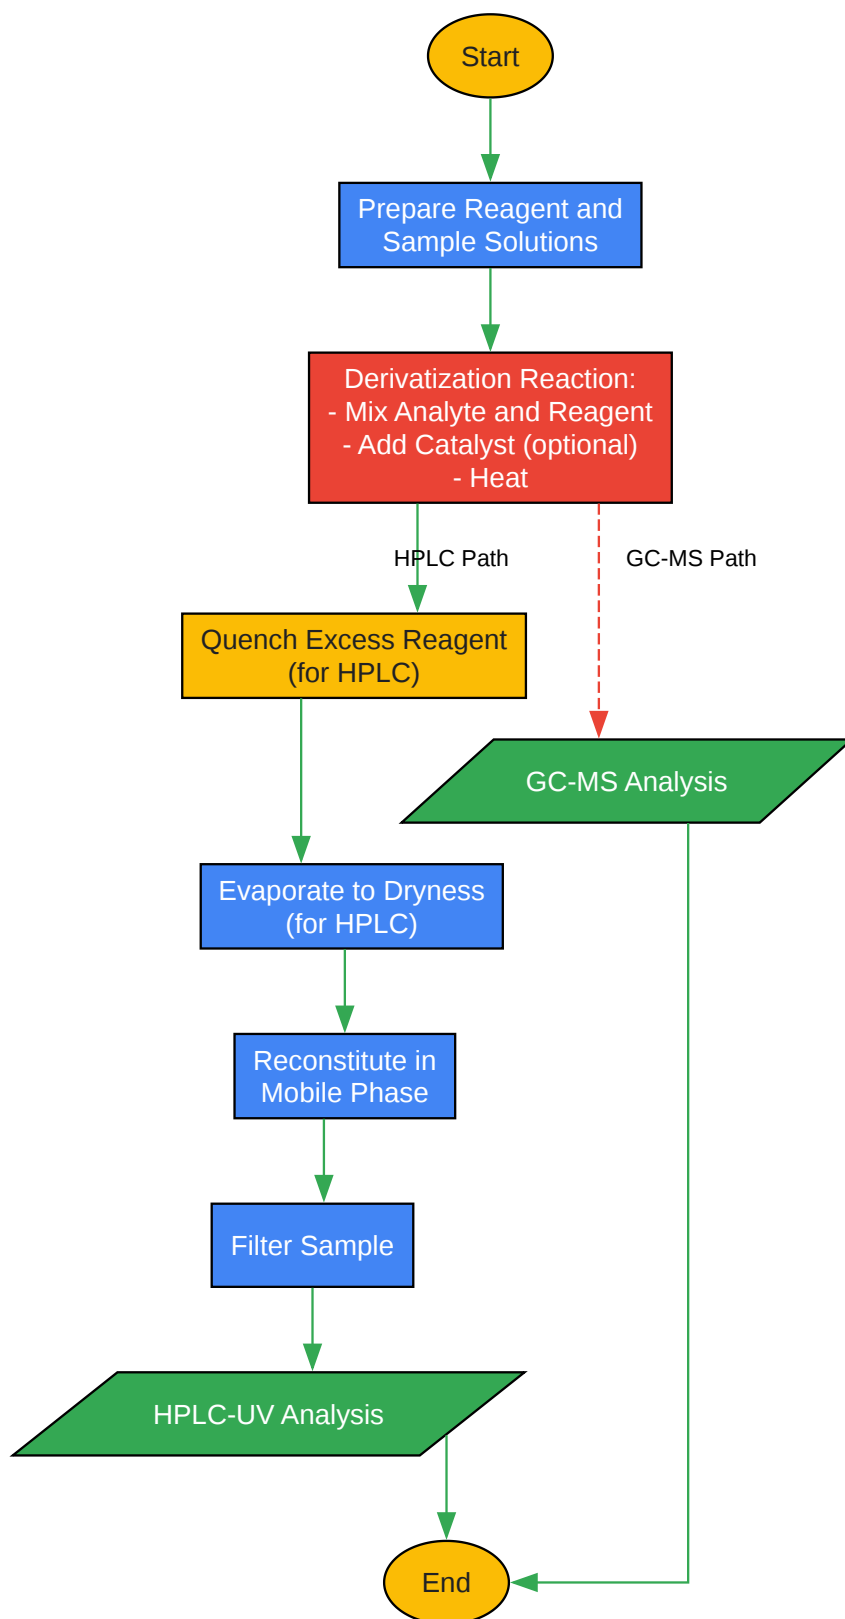 Start
Prepare Reagent and
Sample Solutions
Derivatization Reaction:
- Mix Analyte and Reagent
- Add Catalyst (optional)
- Heat
HPLC Path
GC-MS Path
Quench Excess Reagent
(for HPLC)
GC-MS Analysis
Evaporate to Dryness
(for HPLC)
Reconstitute in
Mobile Phase
Filter Sample
HPLC-UV Analysis
End